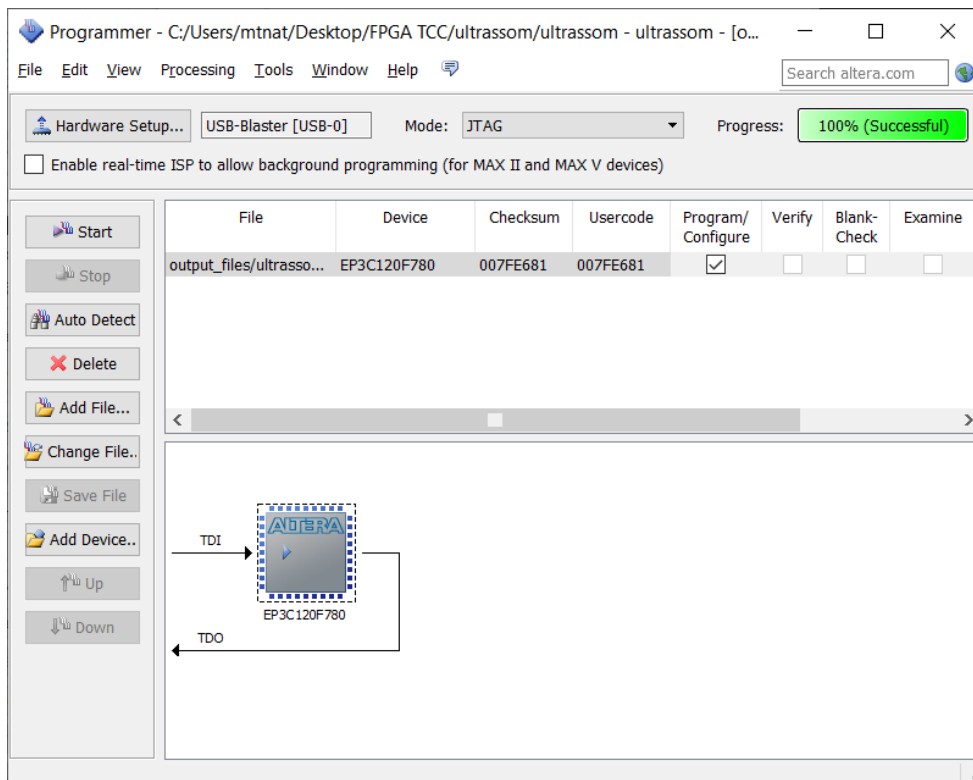 Programmer - C:/Users/mtnat/Desktop/FPGA TCC/ultrassom/ultrassom - ultrassom - [o...
File Edit View Processing Tools Window Help
Search altera.com
Hardware Setup... USB-Blaster [USB-0] Mode: JTAG Progress: 100% (Successful)
Enable real-time ISP to allow background programming (for MAX II and MAX V devices)
Start
Stop
Auto Detect
Delete
Add File...
Change File..
Save File
Add Device..
Up
Down
File Device Checksum Usercode Program/ Verify Blank- Examine
Configure Check
output_files/ultrasso... EP3C120F780 007FE681 007FE681
TDI
ALTERA
EP3C120F780
TDO